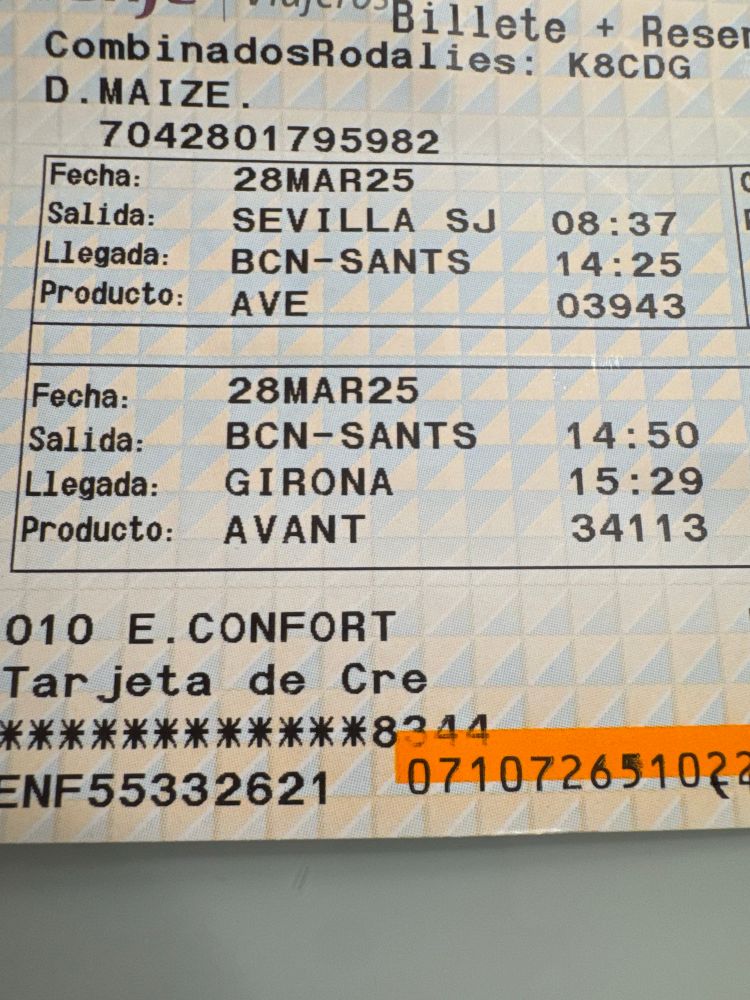 Viajeros
Billete + Reser
CombinadosRodalies: K8CDG
D.MAIZE.
7042801795982
Fecha: 28MAR25
Salida: SEVILLA SJ 08:37
Llegada: BCN-SANTS 14:25
Producto: AVE 03943
Fecha: 28MAR25
Salida: BCN-SANTS 14:50
Llegada: GIRONA 15:29
Producto: AVANT 34113
010 E.CONFORT
Tarjeta de Cre
************8344
ENF55332621
071072651022